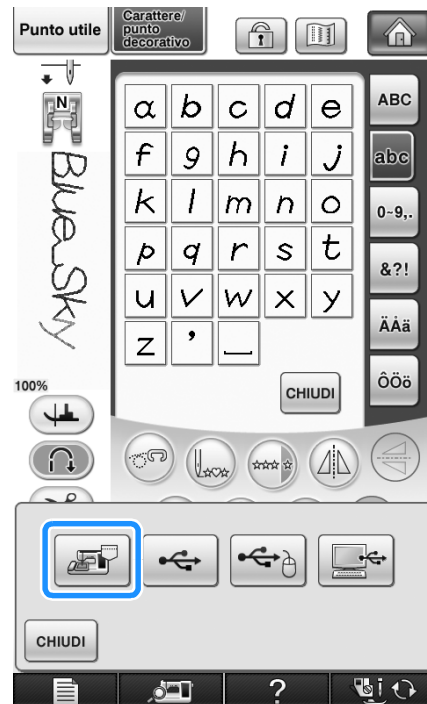 Punto utile
Carattere/
punto
decorativo
N
Blue_Sky
100%
a b c d e
f g h i j
k l m n o
p q r s t
u v w x y
z ' _
CHIUDI
ABC
abc
0~9,.
&?!
ÄÅä
ÔÖö
CHIUDI
?